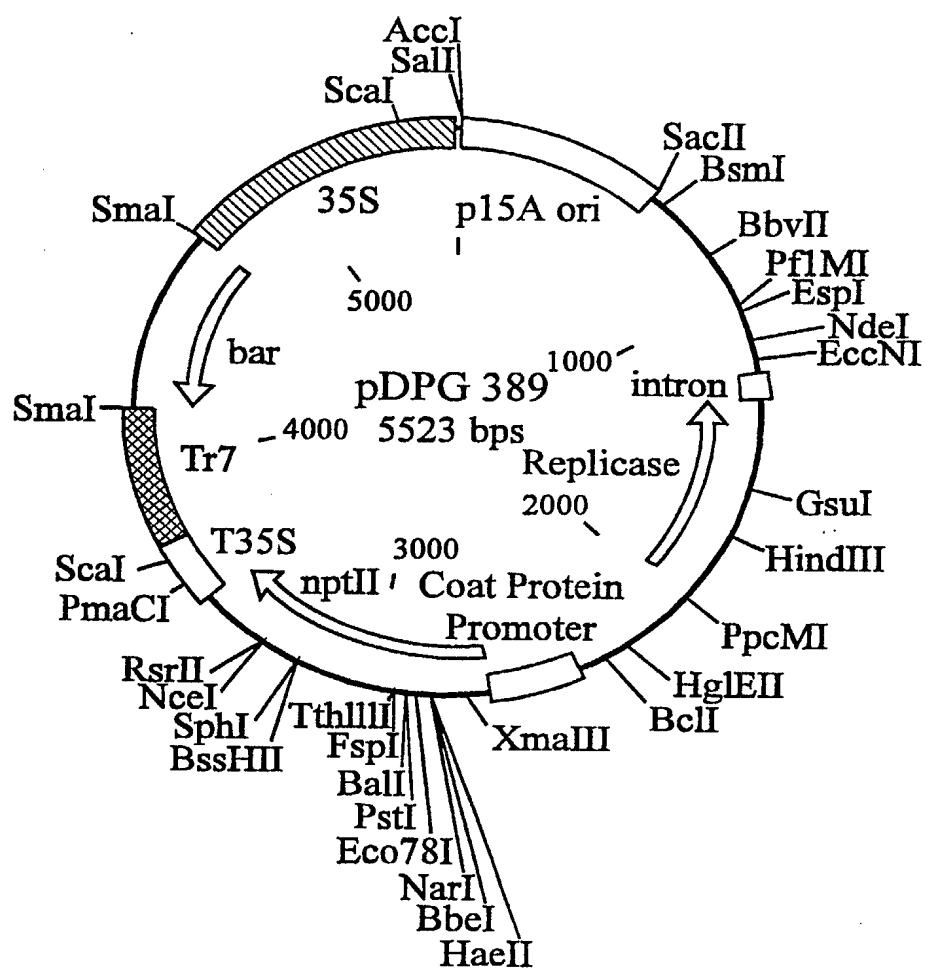 AccI
SalI
ScaI
SacII
BsmI
SmaI
35S
p15A ori
BbvII
PflMI
EspI
5000
NdeI
EccNI
bar
1000
intron
pDPG 389
5523 bps
SmaI
4000
Tr7
Replicase
2000
GsuI
T35S
3000
HindIII
ScaI
nptII
Coat Protein
Promoter
PmaCI
PpcMI
RsrII
NceI
SphI
BssHII
HglEII
BclI
TthlllI
FspI
XmaIII
BalI
PstI
Eco78I
NarI
BbeI
HaeII